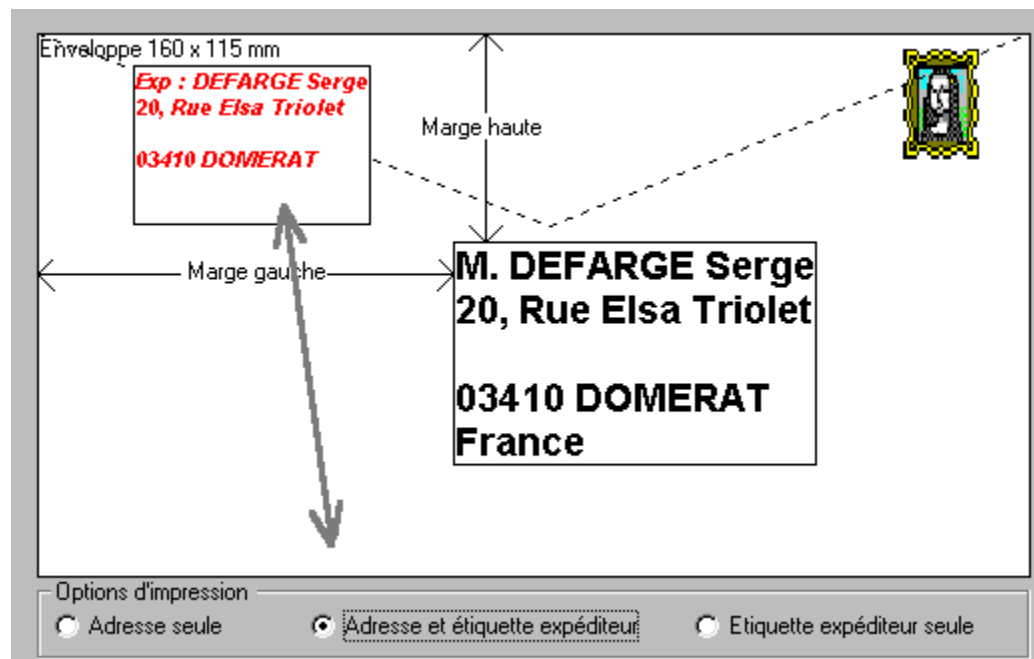 Enveloppe 160 x 115 mm
Exp : DEFARGE Serge
20, Rue Elsa Triolet
03410 DOMERAT
Marge haute
Marge gauche
M. DEFARGE Serge
20, Rue Elsa Triolet
03410 DOMERAT
France
Options d'impression
Adresse seule
Adresse et étiquette expéditeur
Etiquette expéditeur seule